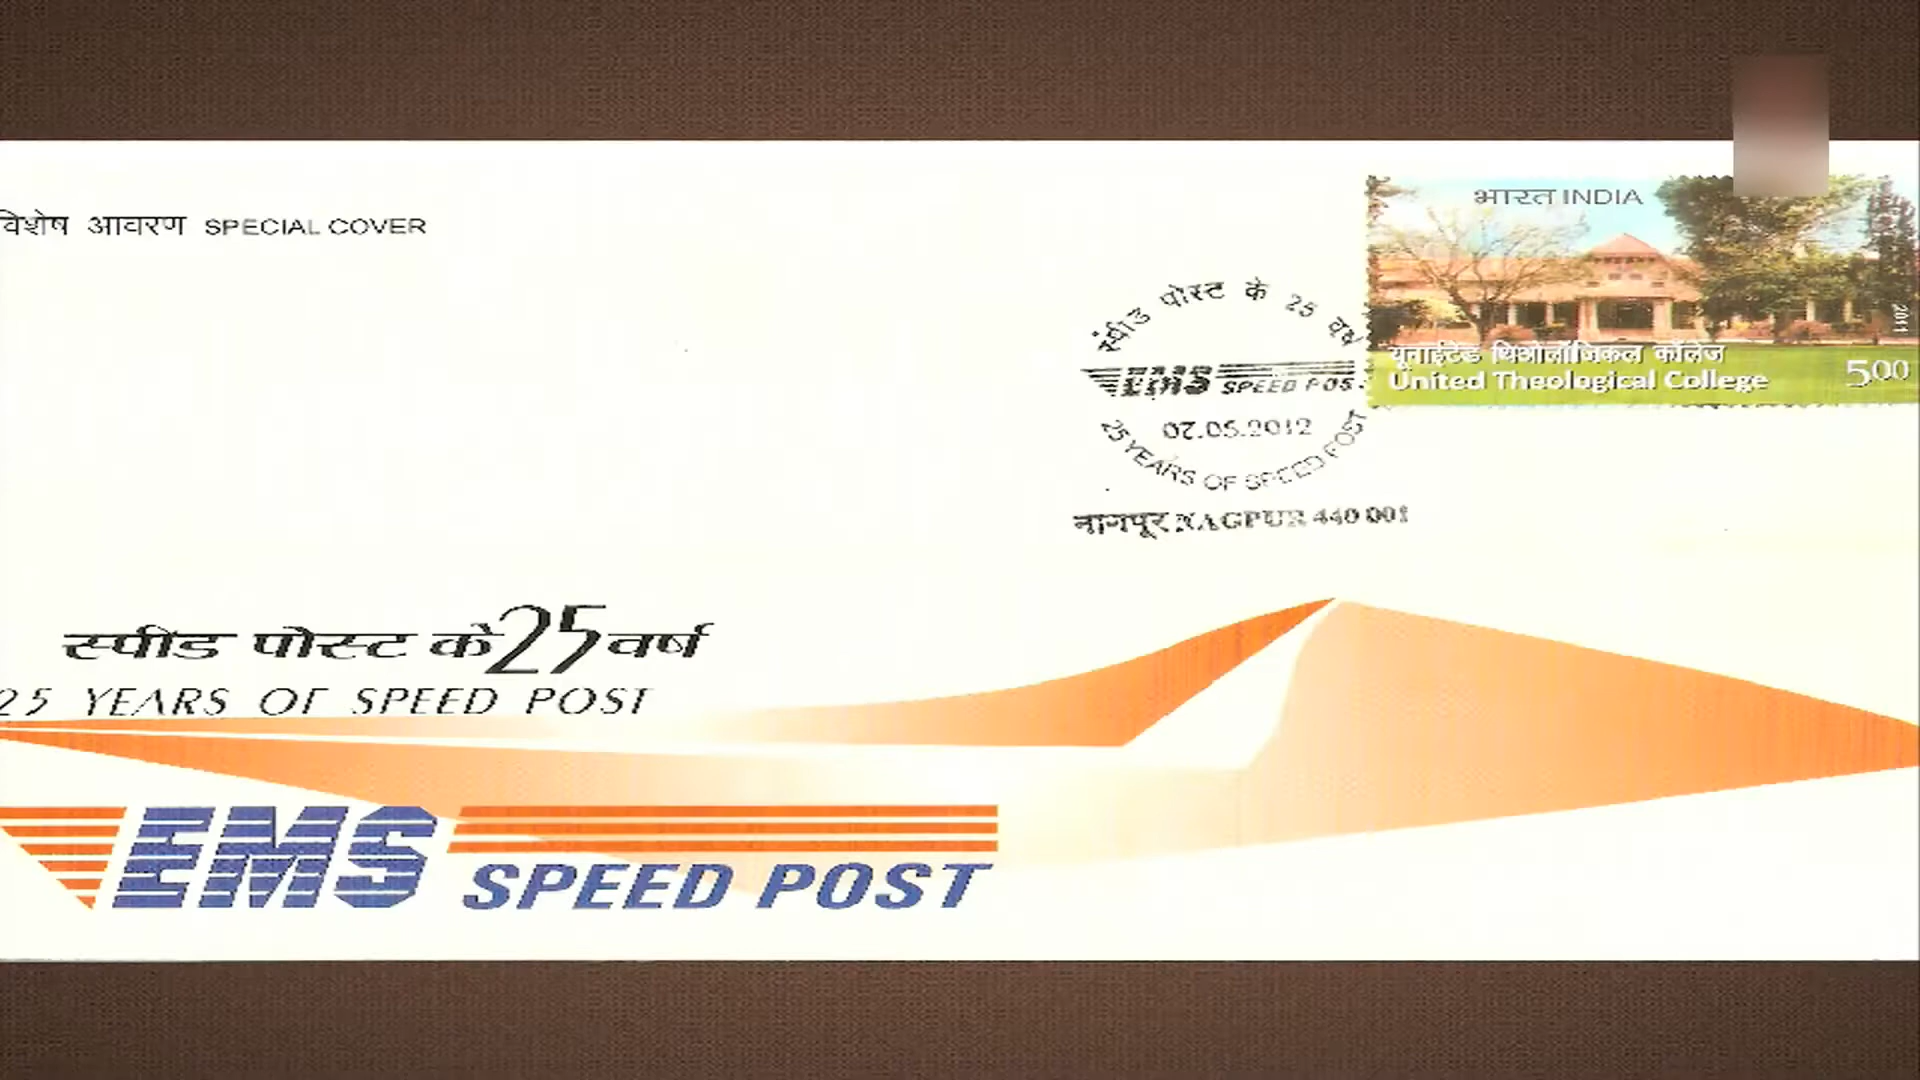 विशेष आवरण SPECIAL COVER
भारत INDIA
2011
यूनाइटेड थिओलॉजिकल कॉलेज
United Theological College
5.00
स्पीड पोस्ट के 25 वर्ष
EMS SPEED POST
07.05.2012
25 YEARS OF SPEED POST
नागपूर NAGPUR 440 001
स्पीड पोस्ट के 25 वर्ष
25 YEARS OF SPEED POST
EMS SPEED POST